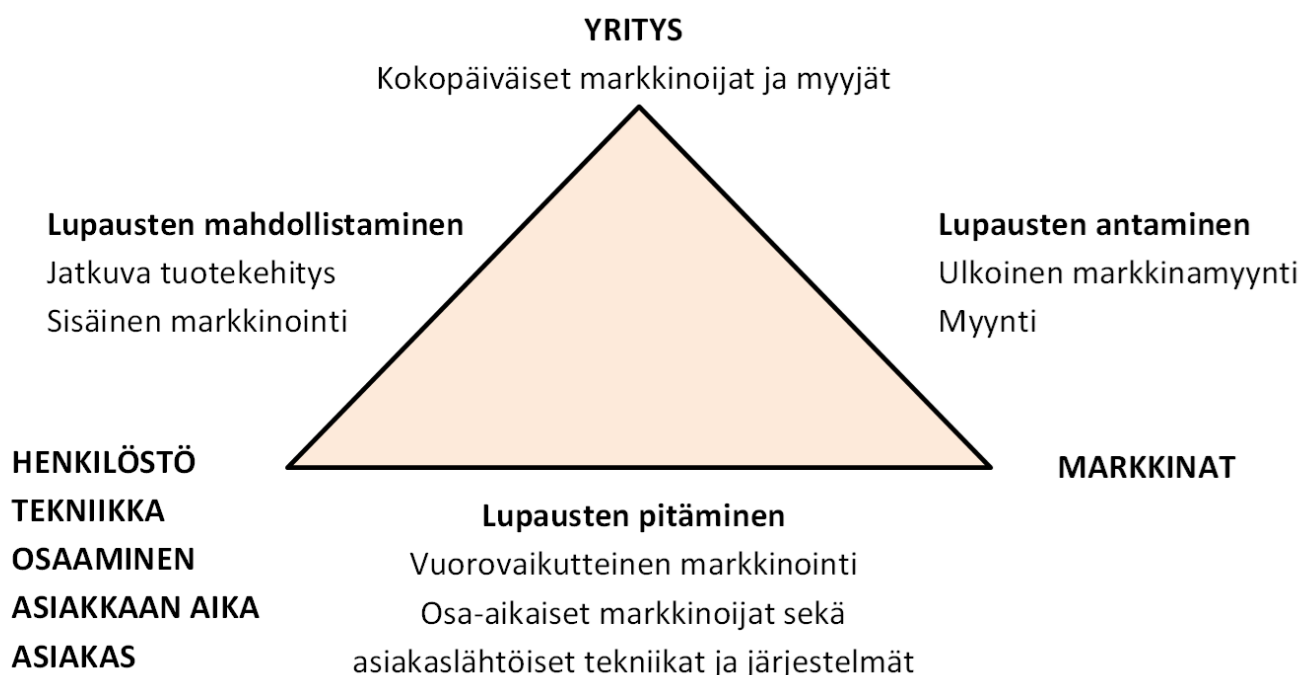 YRITYS
Kokopäiväiset markkinoijat ja myyjät
Lupausten mahdollistaminen
Jatkuva tuotekehitys
Sisäinen markkinointi
Lupausten antaminen
Ulkoinen markkinamyynti
Myynti
HENKILÖSTÖ
TEKNIIKKA
OSAAMINEN
ASIAKKAAN AIKA
ASIAKAS
Lupausten pitäminen
Vuorovaikutteinen markkinointi
Osa-aikaiset markkinoijat sekä
asiakaslähtöiset tekniikat ja järjestelmät
MARKKINAT